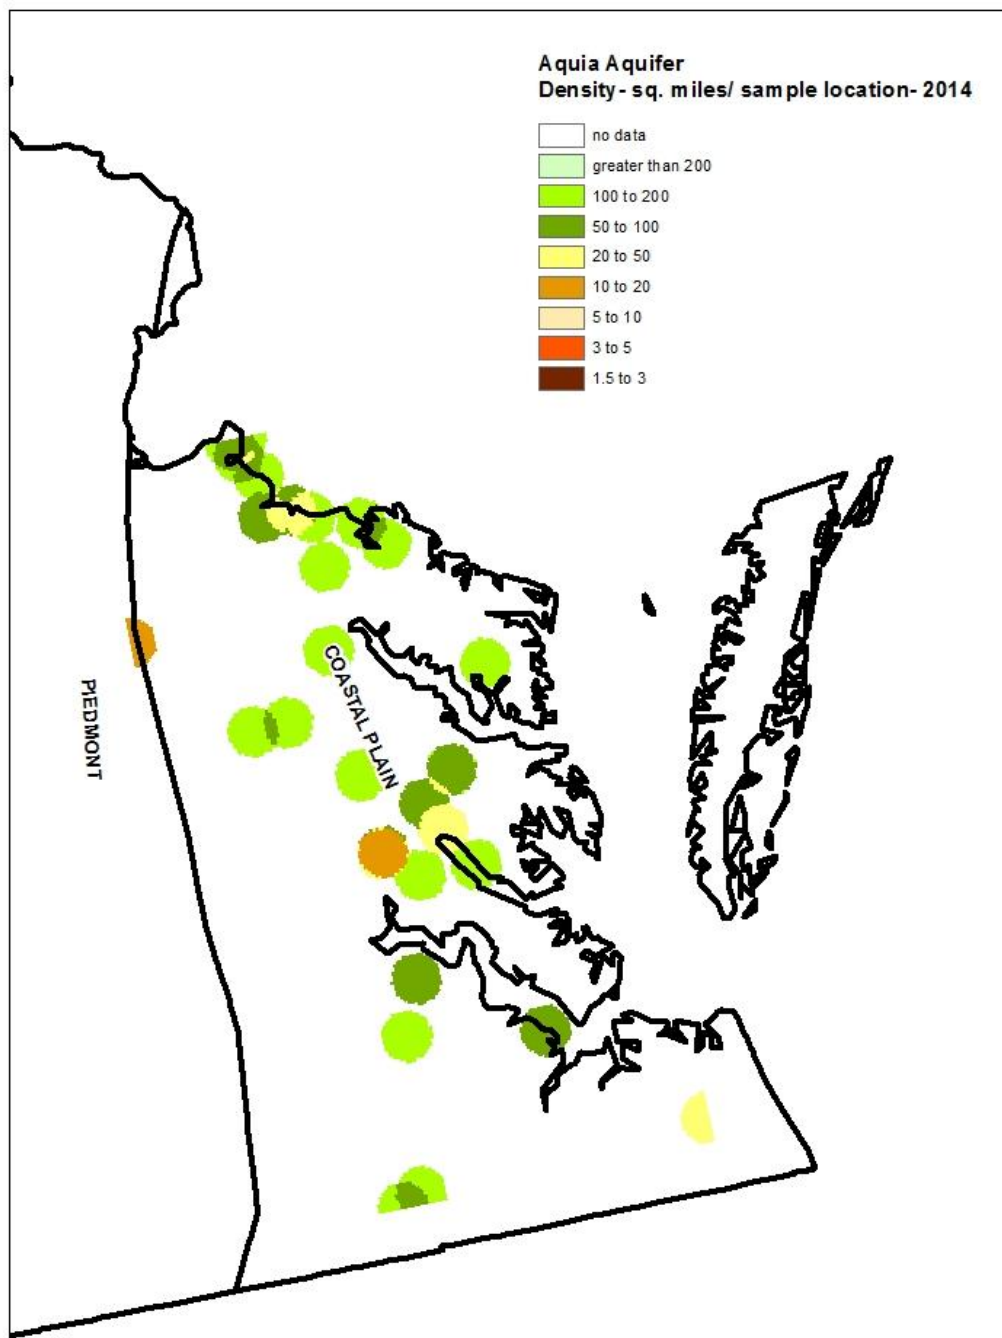 Aquia Aquifer
Density- sq. miles/ sample location- 2014
no data
greater than 200
100 to 200
50 to 100
20 to 50
10 to 20
5 to 10
3 to 5
1.5 to 3
COASTAL PLAIN
PIEDMONT